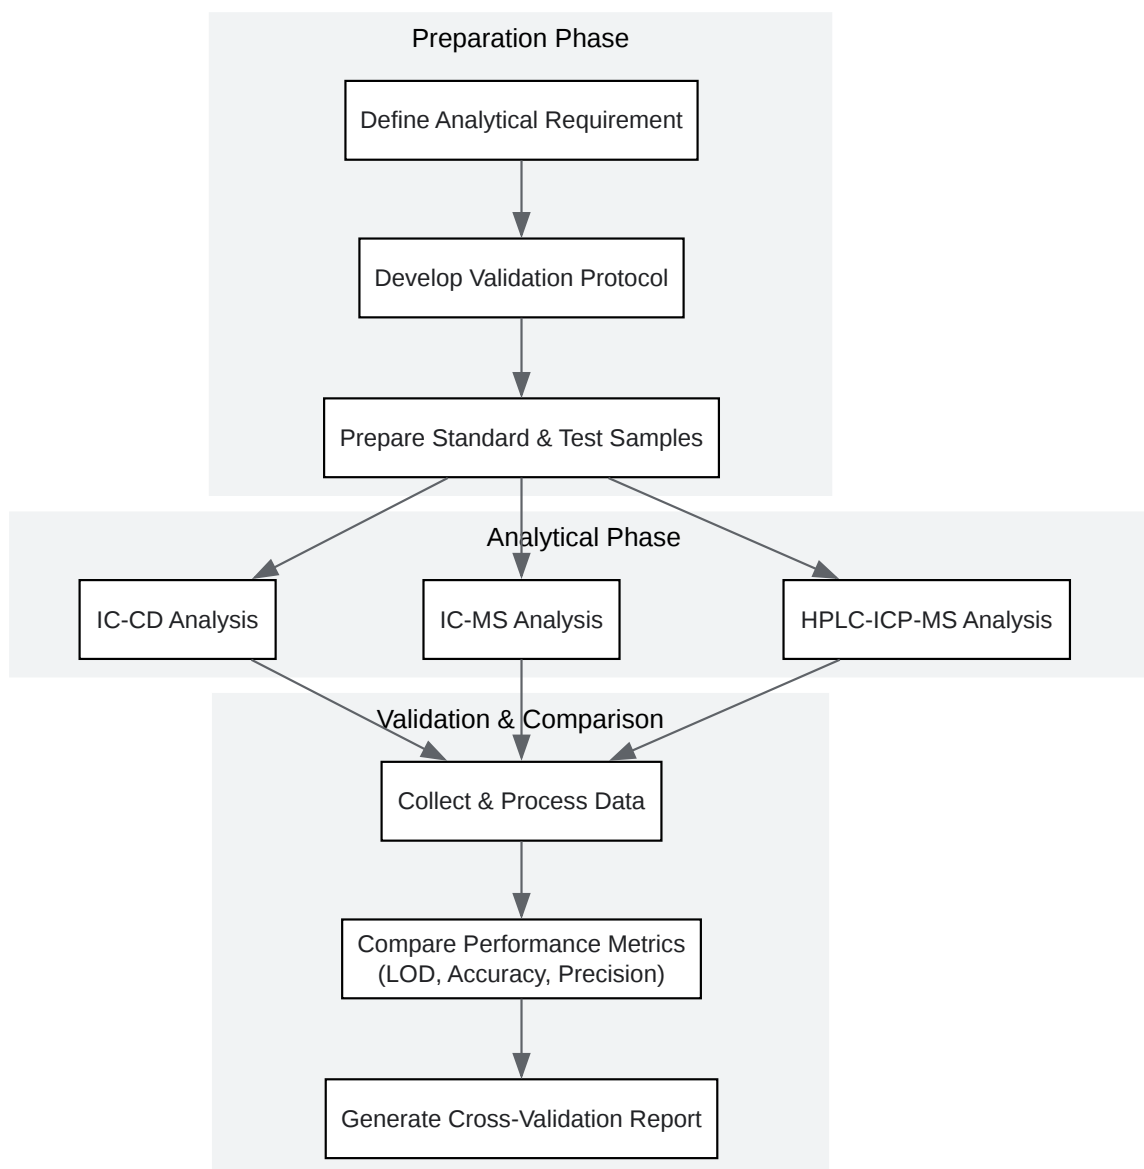 Preparation Phase
Define Analytical Requirement
Develop Validation Protocol
Prepare Standard & Test Samples
Analytical Phase
IC-CD Analysis
IC-MS Analysis
HPLC-ICP-MS Analysis
Validation & Comparison
Collect & Process Data
Compare Performance Metrics
(LOD, Accuracy, Precision)
Generate Cross-Validation Report